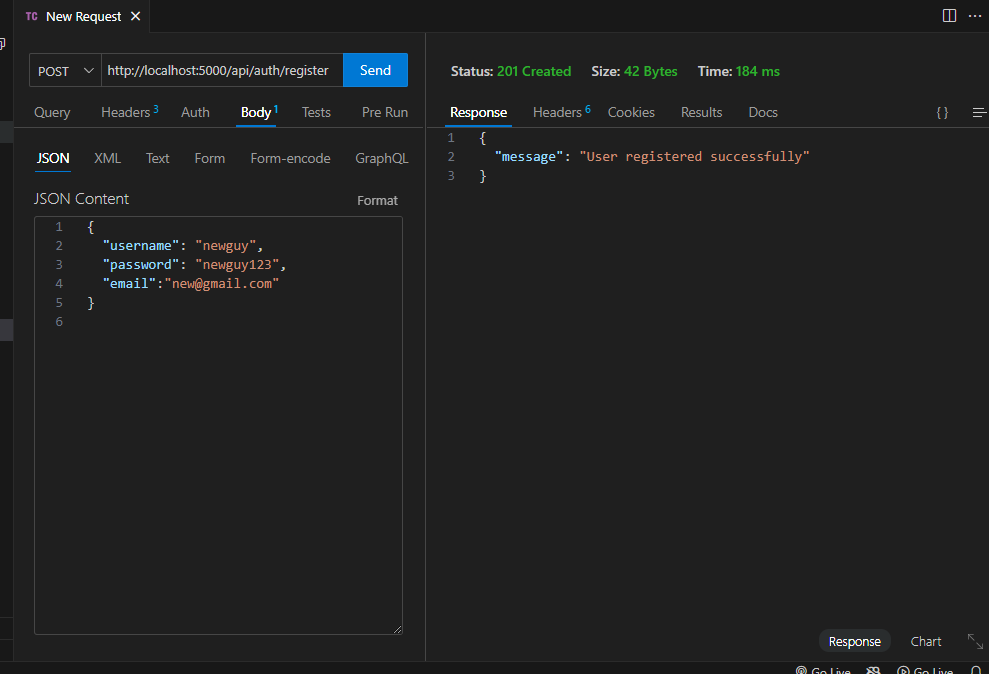 TC New Request
POST http://localhost:5000/api/auth/register Send
Query Headers 3 Auth Body 1 Tests Pre Run
JSON XML Text Form Form-encode GraphQL
JSON Content Format
1 {
2 "username": "newguy",
3 "password": "newguy123",
4 "email":"new@gmail.com"
5 }
6
Status: 201 Created Size: 42 Bytes Time: 184 ms
Response Headers 6 Cookies Results Docs { }
1 {
2 "message": "User registered successfully"
3 }
Response Chart
Go Live Go Live